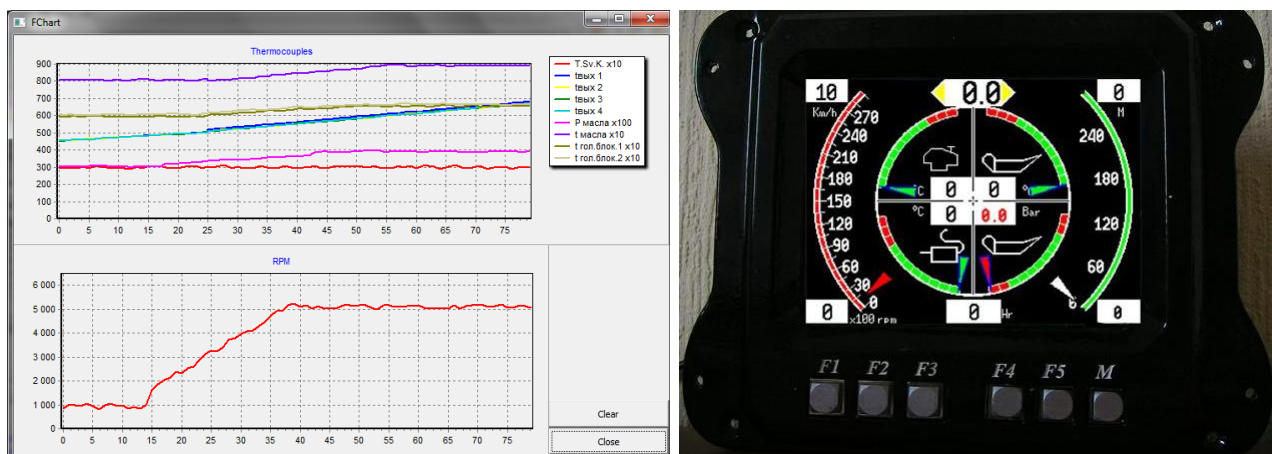 FChart
Thermocouples
900
800
700
600
500
400
300
200
100
0
0 5 10 15 20 25 30 35 40 45 50 55 60 65 70 75
T.Sv.K. x10
tвых 1
tвых 2
tвых 3
tвых 4
P масла x100
t масла x10
t гол.блок.1 x10
t гол.блок.2 x10
RPM
6 000
5 000
4 000
3 000
2 000
1 000
0
0 5 10 15 20 25 30 35 40 45 50 55 60 65 70 75
Clear
Close
10 0.0 0
Km/h M
270
240 240
210
180 180
150
120 120
90
60 60
30
0
°C 0 0 °C
°C 0 0.0 Bar
0 x100 rpm 0 Hr 0
F1 F2 F3 F4 F5 M